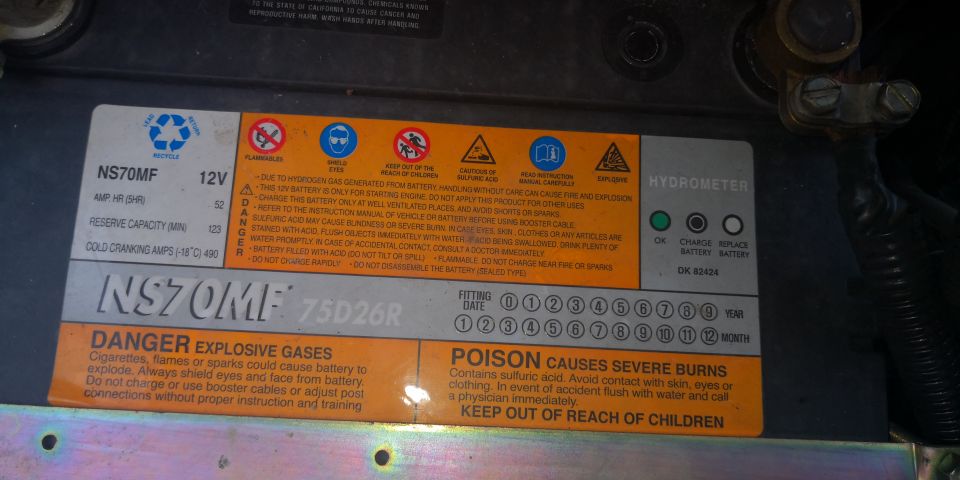 COMPOUNDS, CHEMICALS KNOWN
TO THE STATE OF CALIFORNIA TO CAUSE CANCER AND
REPRODUCTIVE HARM. WASH HANDS AFTER HANDLING.
LEAD RETURN
RECYCLE
NS70MF 12V
AMP. HR (5HR) 52
RESERVE CAPACITY (MIN) 123
COLD CRANKING AMPS (-18°C) 490
FLAMMABLES
SHIELD EYES
KEEP OUT OF THE REACH OF CHILDREN
CAUTIOUS OF SULFURIC ACID
READ INSTRUCTION MANUAL CAREFULLY
EXPLOSIVE
DANGER
• DUE TO HYDROGEN GAS GENERATED FROM BATTERY, HANDLING WITHOUT CARE CAN CAUSE FIRE AND EXPLOSION
• THIS 12V BATTERY IS ONLY FOR STARTING ENGINE. DO NOT APPLY THIS PRODUCT FOR OTHER USES
• CHARGE THIS BATTERY ONLY AT WELL VENTILATED PLACES, AND AVOID SHORTS OR SPARKS.
• REFER TO THE INSTRUCTION MANUAL OF VEHICLE OR BATTERY BEFORE USING BOOSTER CABLE.
SULFURIC ACID MAY CAUSE BLINDNESS OR SEVERE BURN. IN CASE EYES, SKIN, CLOTHES OR ANY ARTICLES ARE
STAINED WITH ACID, FLUSH OBJECTS IMMEDIATELY WITH WATER. IF ACID BEING SWALLOWED, DRINK PLENTY OF
WATER PROMPTLY. IN CASE OF ACCIDENTAL CONTACT, CONSULT A DOCTOR IMMEDIATELY.
• BATTERY FILLED WITH ACID (DO NOT TILT OR SPILL) • FLAMMABLE. DO NOT CHARGE NEAR FIRE OR SPARKS
• DO NOT CHARGE RAPIDLY • DO NOT DISASSEMBLE THE BATTERY (SEALED TYPE)
HYDROMETER
OK
CHARGE BATTERY
REPLACE BATTERY
DK 82424
NS70MF 75D26R
FITTING DATE
0 1 2 3 4 5 6 7 8 9 YEAR
1 2 3 4 5 6 7 8 9 10 11 12 MONTH
DANGER EXPLOSIVE GASES
Cigarettes, flames or sparks could cause battery to
explode. Always shield eyes and face from battery.
Do not charge or use booster cables or adjust post
connections without proper instruction and training
POISON CAUSES SEVERE BURNS
Contains sulfuric acid. Avoid contact with skin, eyes or
clothing. In event of accident flush with water and call
a physician immediately.
KEEP OUT OF REACH OF CHILDREN